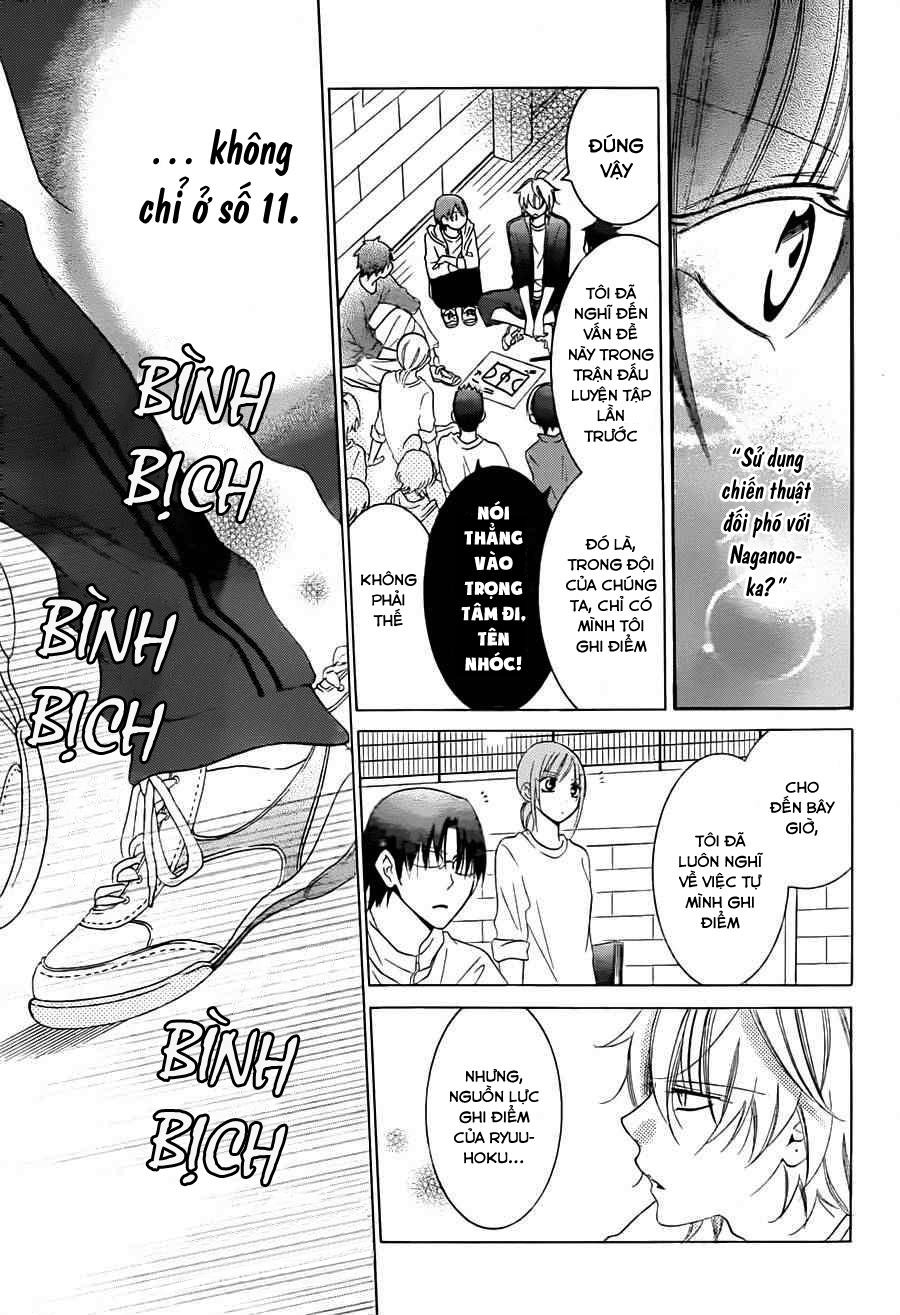 “Sử dụng
chiến thuật
đối phó với
Naganoo-
ka?”
ĐÚNG
VẬY
TÔI ĐÃ
NGHĨ ĐẾN
VẤN ĐỀ
NÀY TRONG
TRẬN ĐẤU
LUYỆN TẬP
LẦN
TRƯỚC
ĐÓ LÀ,
TRONG ĐỘI
CỦA CHÚNG
TA, CHỈ CÓ
MÌNH TÔI
GHI ĐIỂM
NÓI
THẲNG
VÀO
TRỌNG
TÂM ĐI,
TÊN
NHÓC!
KHÔNG
PHẢI
THẾ
CHO
ĐẾN BÂY
GIỜ,
TÔI ĐÃ
LUÔN NGHĨ
VỀ VIỆC TỰ
MÌNH GHI
ĐIỂM
NHƯNG,
NGUỒN LỰC
GHI ĐIỂM
CỦA RYUU-
HOKU...
... không
chỉ ở số 11.
BÌNH
BỊCH
BÌNH
BỊCH
BÌNH
BỊCH